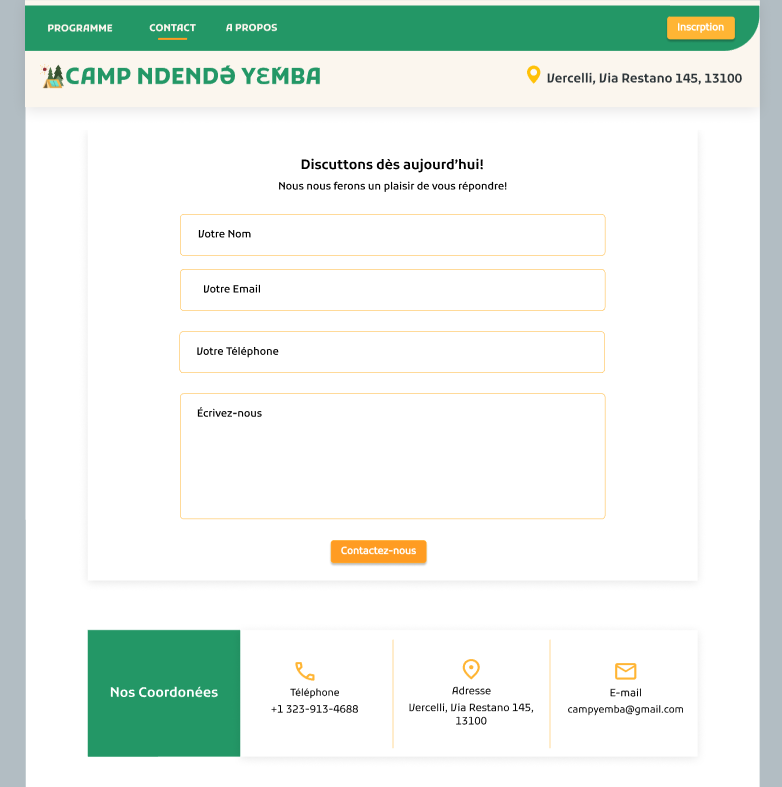 PROGRAMME CONTACT A PROPOS Inscrption
CAMP NDENDƏ́ YƐḾBA
Vercelli, Via Restano 145, 13100
Discuttons dès aujourd'hui!
Nous nous ferons un plaisir de vous répondre!
Votre Nom
Votre Email
Votre Téléphone
Écrivez-nous
Contactez-nous
Nos Coordonées
Téléphone
+1 323-913-4688
Adresse
Vercelli, Via Restano 145,
13100
E-mail
campyemba@gmail.com